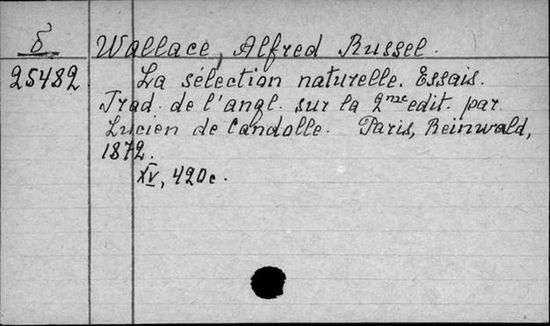 б Wallace, Alfred Russel.
25482 La sélection naturelle. Essais.
Trad. de l'angl. sur la 2me edit. par
Lucien de Candolle. Paris, Reinwald,
1872.
XV, 420c.